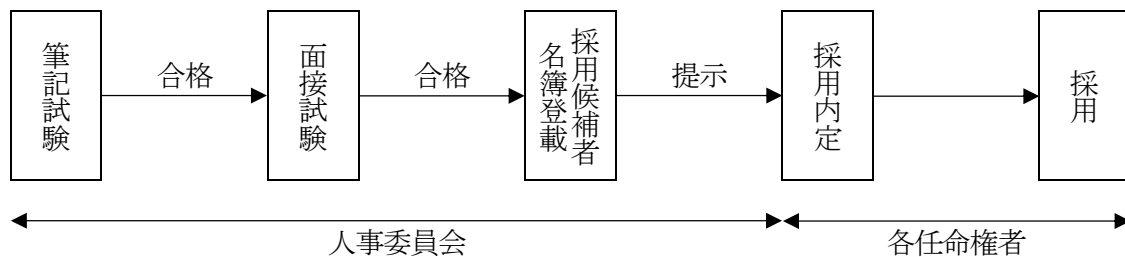 筆記試験
合格
面接試験
合格
採用候補者
名簿登載
提示
採用内定
採用
人事委員会
各任命権者